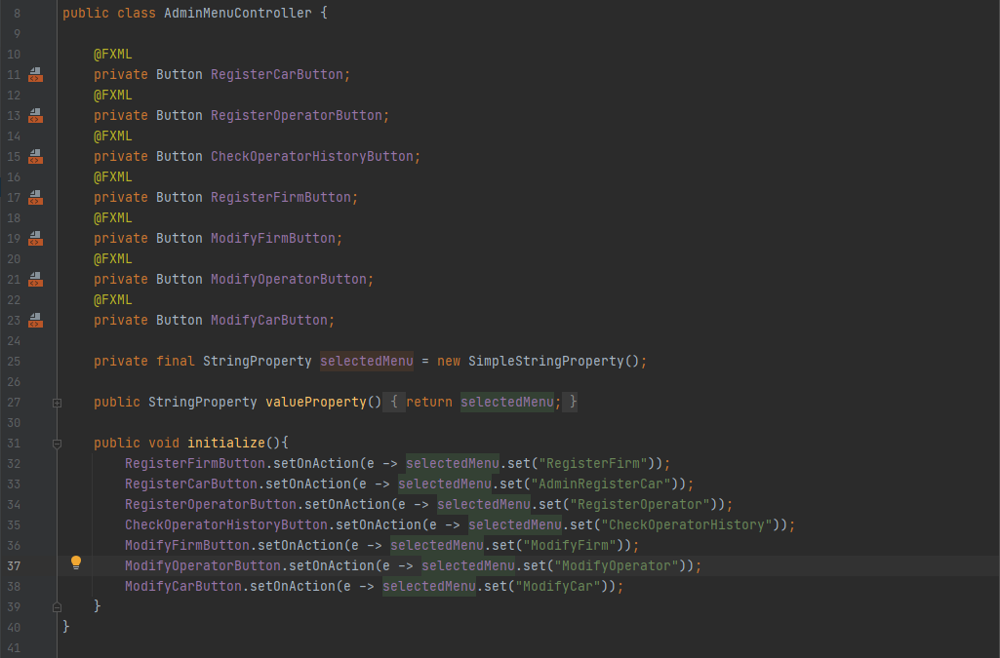 8 public class AdminMenuController {
9
10 @FXML
11 private Button RegisterCarButton;
12 @FXML
13 private Button RegisterOperatorButton;
14 @FXML
15 private Button CheckOperatorHistoryButton;
16 @FXML
17 private Button RegisterFirmButton;
18 @FXML
19 private Button ModifyFirmButton;
20 @FXML
21 private Button ModifyOperatorButton;
22 @FXML
23 private Button ModifyCarButton;
24
25 private final StringProperty selectedMenu = new SimpleStringProperty();
26
27 public StringProperty valueProperty() { return selectedMenu; }
30
31 public void initialize(){
32 RegisterFirmButton.setOnAction(e -> selectedMenu.set("RegisterFirm"));
33 RegisterCarButton.setOnAction(e -> selectedMenu.set("AdminRegisterCar"));
34 RegisterOperatorButton.setOnAction(e -> selectedMenu.set("RegisterOperator"));
35 CheckOperatorHistoryButton.setOnAction(e -> selectedMenu.set("CheckOperatorHistory"));
36 ModifyFirmButton.setOnAction(e -> selectedMenu.set("ModifyFirm"));
37 ModifyOperatorButton.setOnAction(e -> selectedMenu.set("ModifyOperator"));
38 ModifyCarButton.setOnAction(e -> selectedMenu.set("ModifyCar"));
39 }
40 }
41